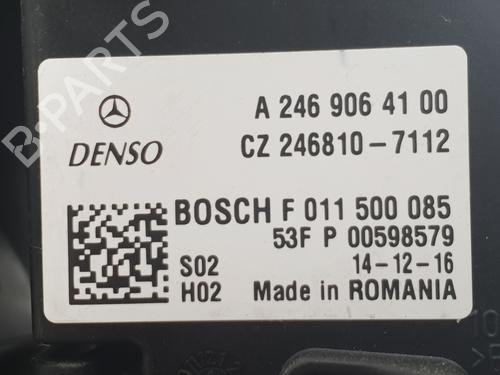 A 246 906 41 00
DENSO
CZ 246810-7112
BOSCH F 011 500 085
53F P 00598579
S02
14-12-16
H02
Made in ROMANIA
B-PARTS